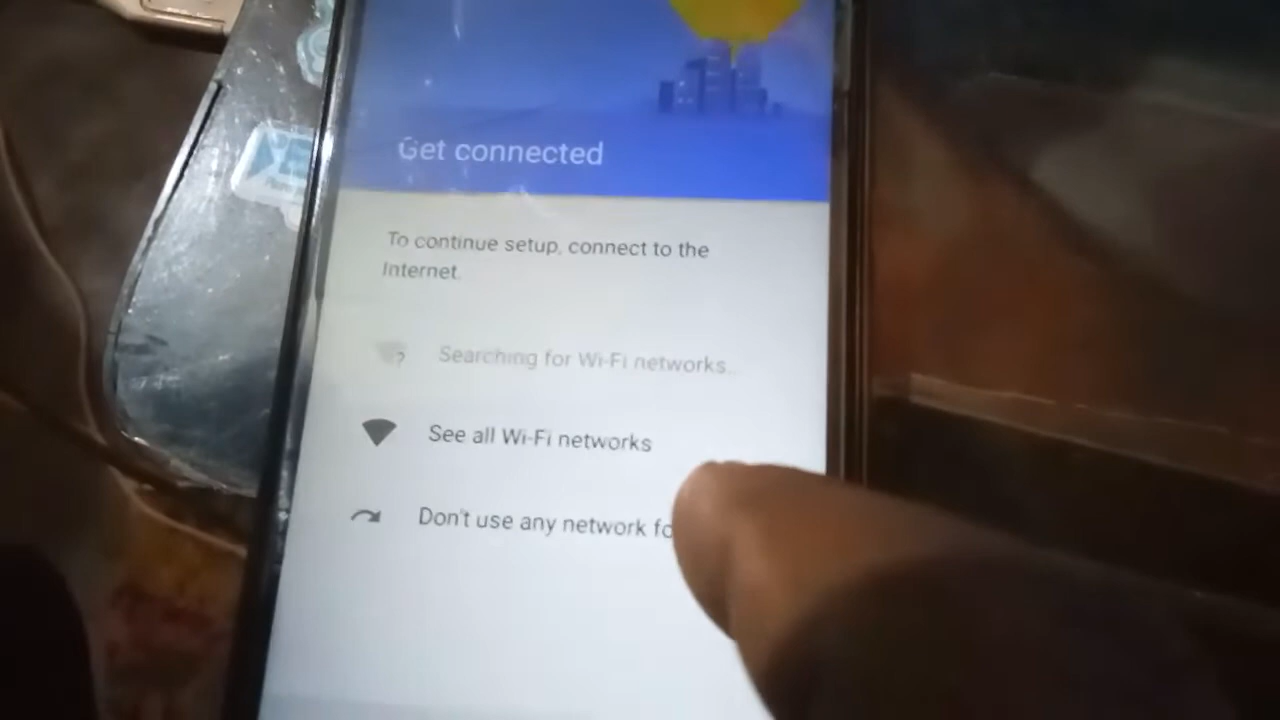 Get connected
To continue setup, connect to the
Internet.
Searching for Wi-Fi networks...
See all Wi-Fi networks
Don't use any network